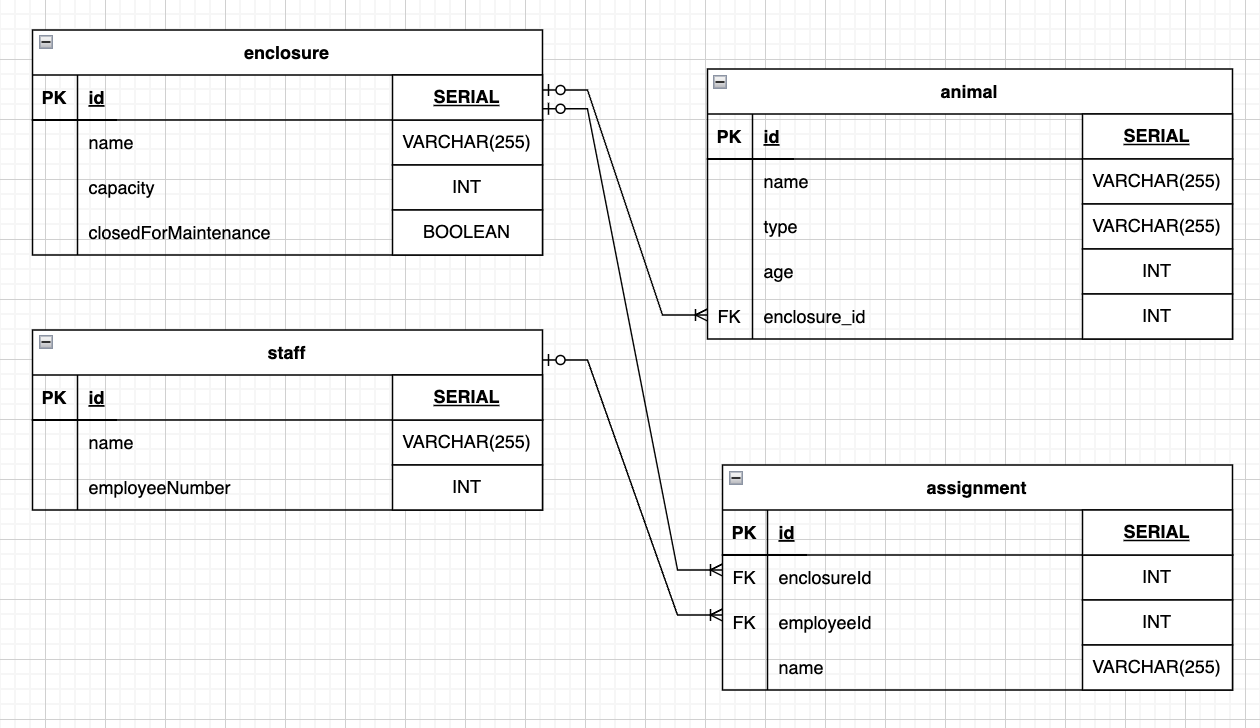 enclosure
PK id SERIAL
name VARCHAR(255)
capacity INT
closedForMaintenance BOOLEAN
animal
PK id SERIAL
name VARCHAR(255)
type VARCHAR(255)
age INT
FK enclosure_id INT
staff
PK id SERIAL
name VARCHAR(255)
employeeNumber INT
assignment
PK id SERIAL
FK enclosureId INT
FK employeeId INT
name VARCHAR(255)